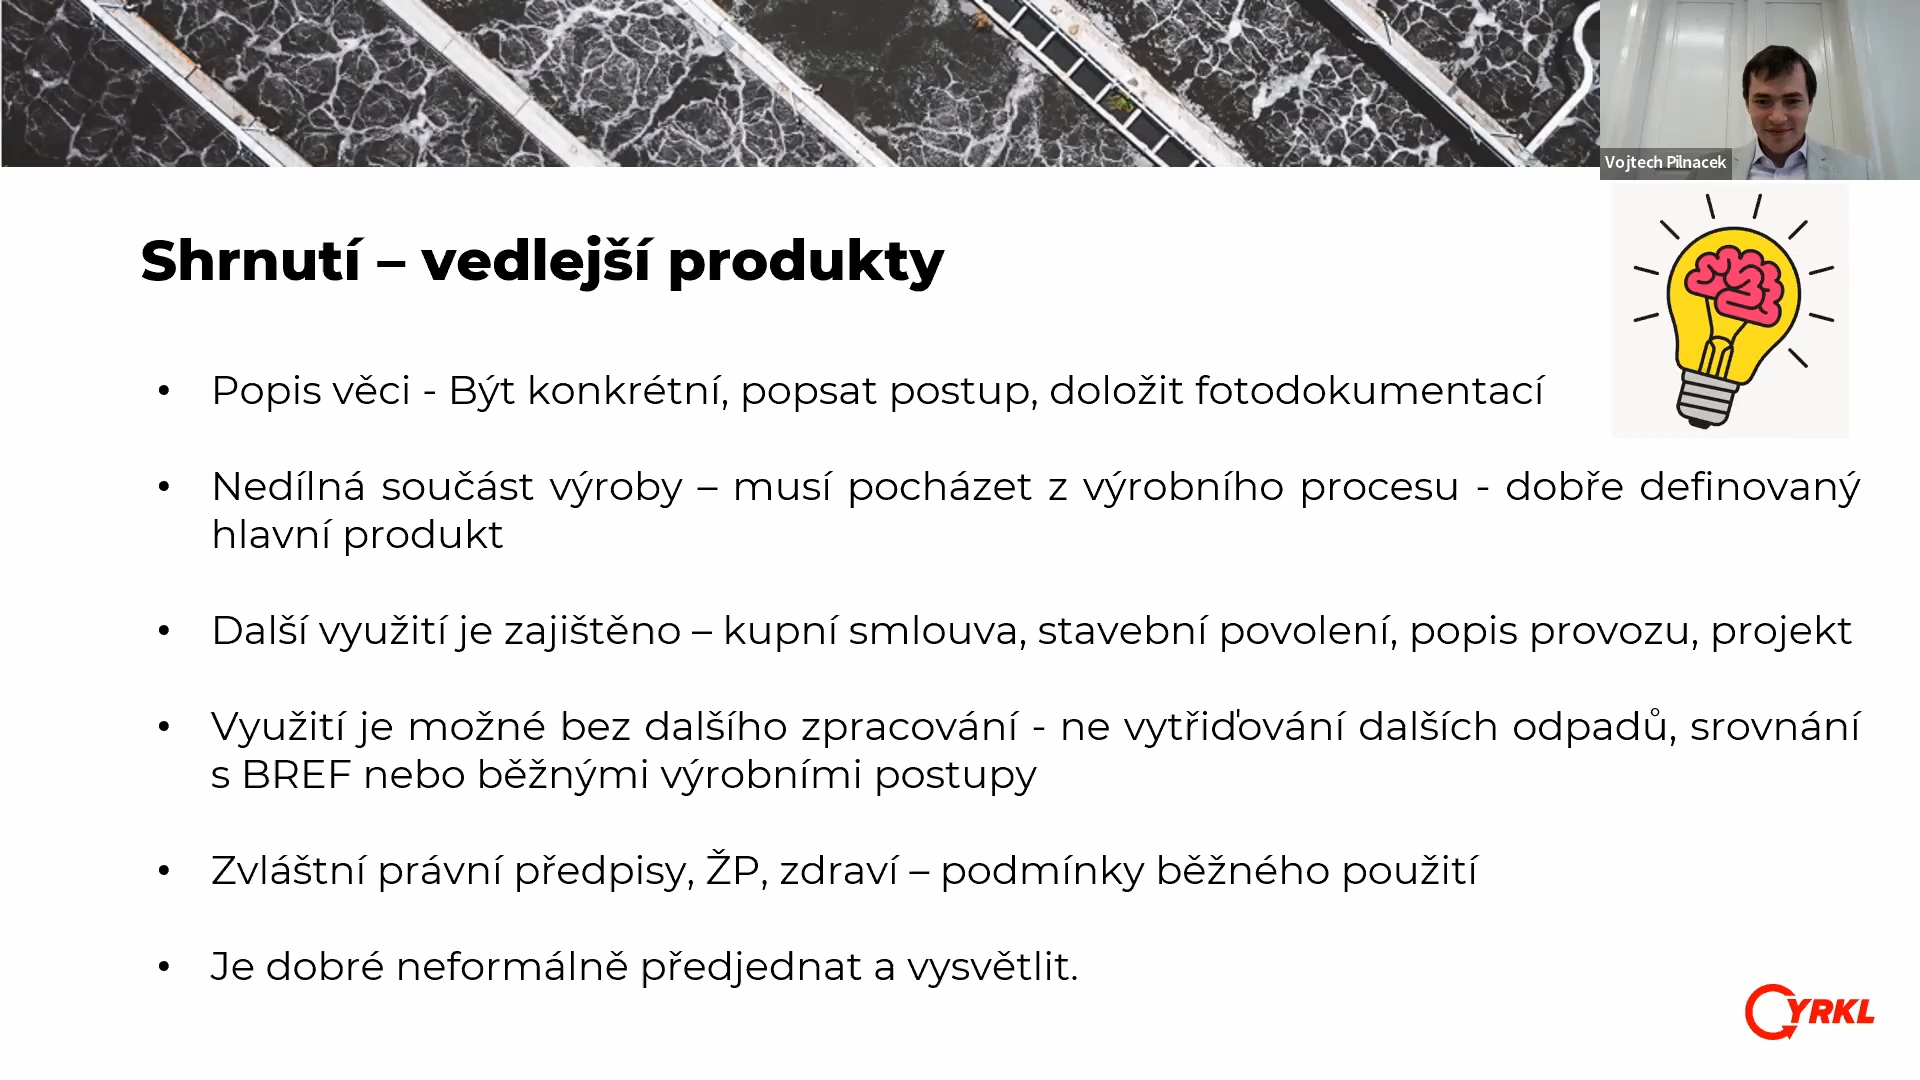 Vojtech Pilnacek
Shrnutí – vedlejší produkty
• Popis věci - Být konkrétní, popsat postup, doložit fotodokumentací
• Nedílná součást výroby – musí pocházet z výrobního procesu - dobře definovaný
hlavní produkt
• Další využití je zajištěno – kupní smlouva, stavební povolení, popis provozu, projekt
• Využití je možné bez dalšího zpracování - ne vytřiďování dalších odpadů, srovnání
s BREF nebo běžnými výrobními postupy
• Zvláštní právní předpisy, ŽP, zdraví – podmínky běžného použití
• Je dobré neformálně předjednat a vysvětlit.
CYRKL